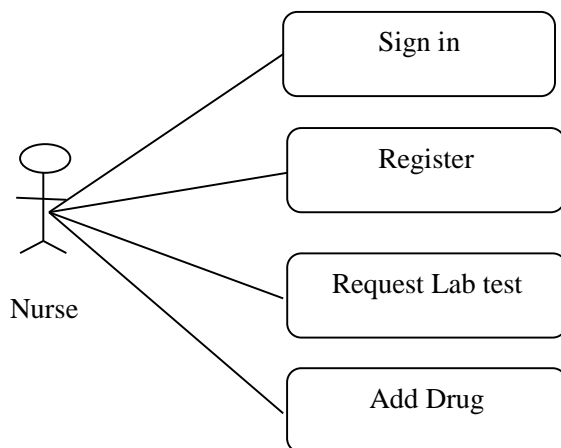 Sign in
Register
Request Lab test
Nurse
Add Drug